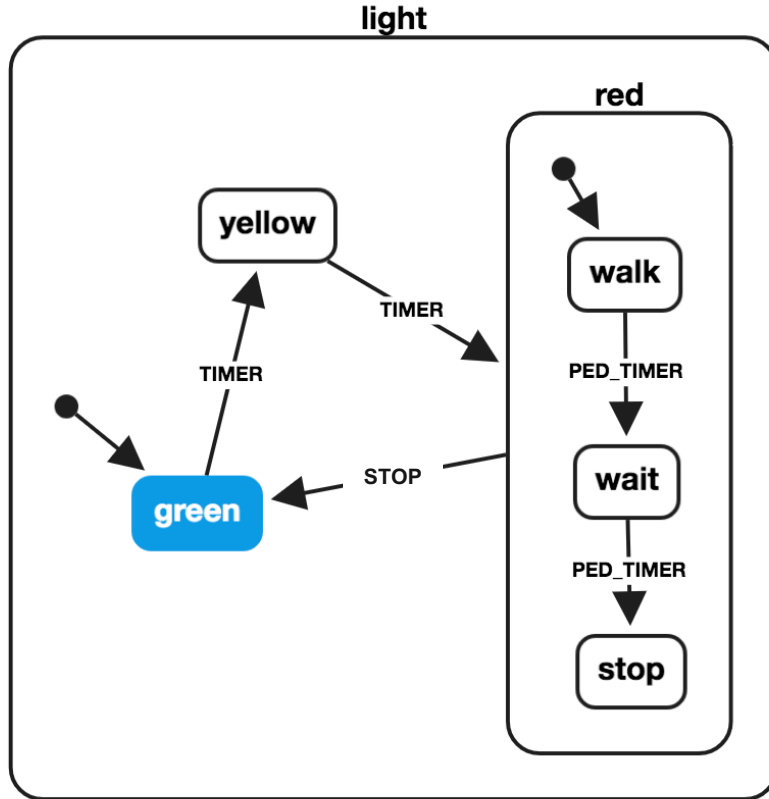 light
red
yellow
walk
TIMER
PED_TIMER
TIMER
STOP
wait
green
PED_TIMER
stop